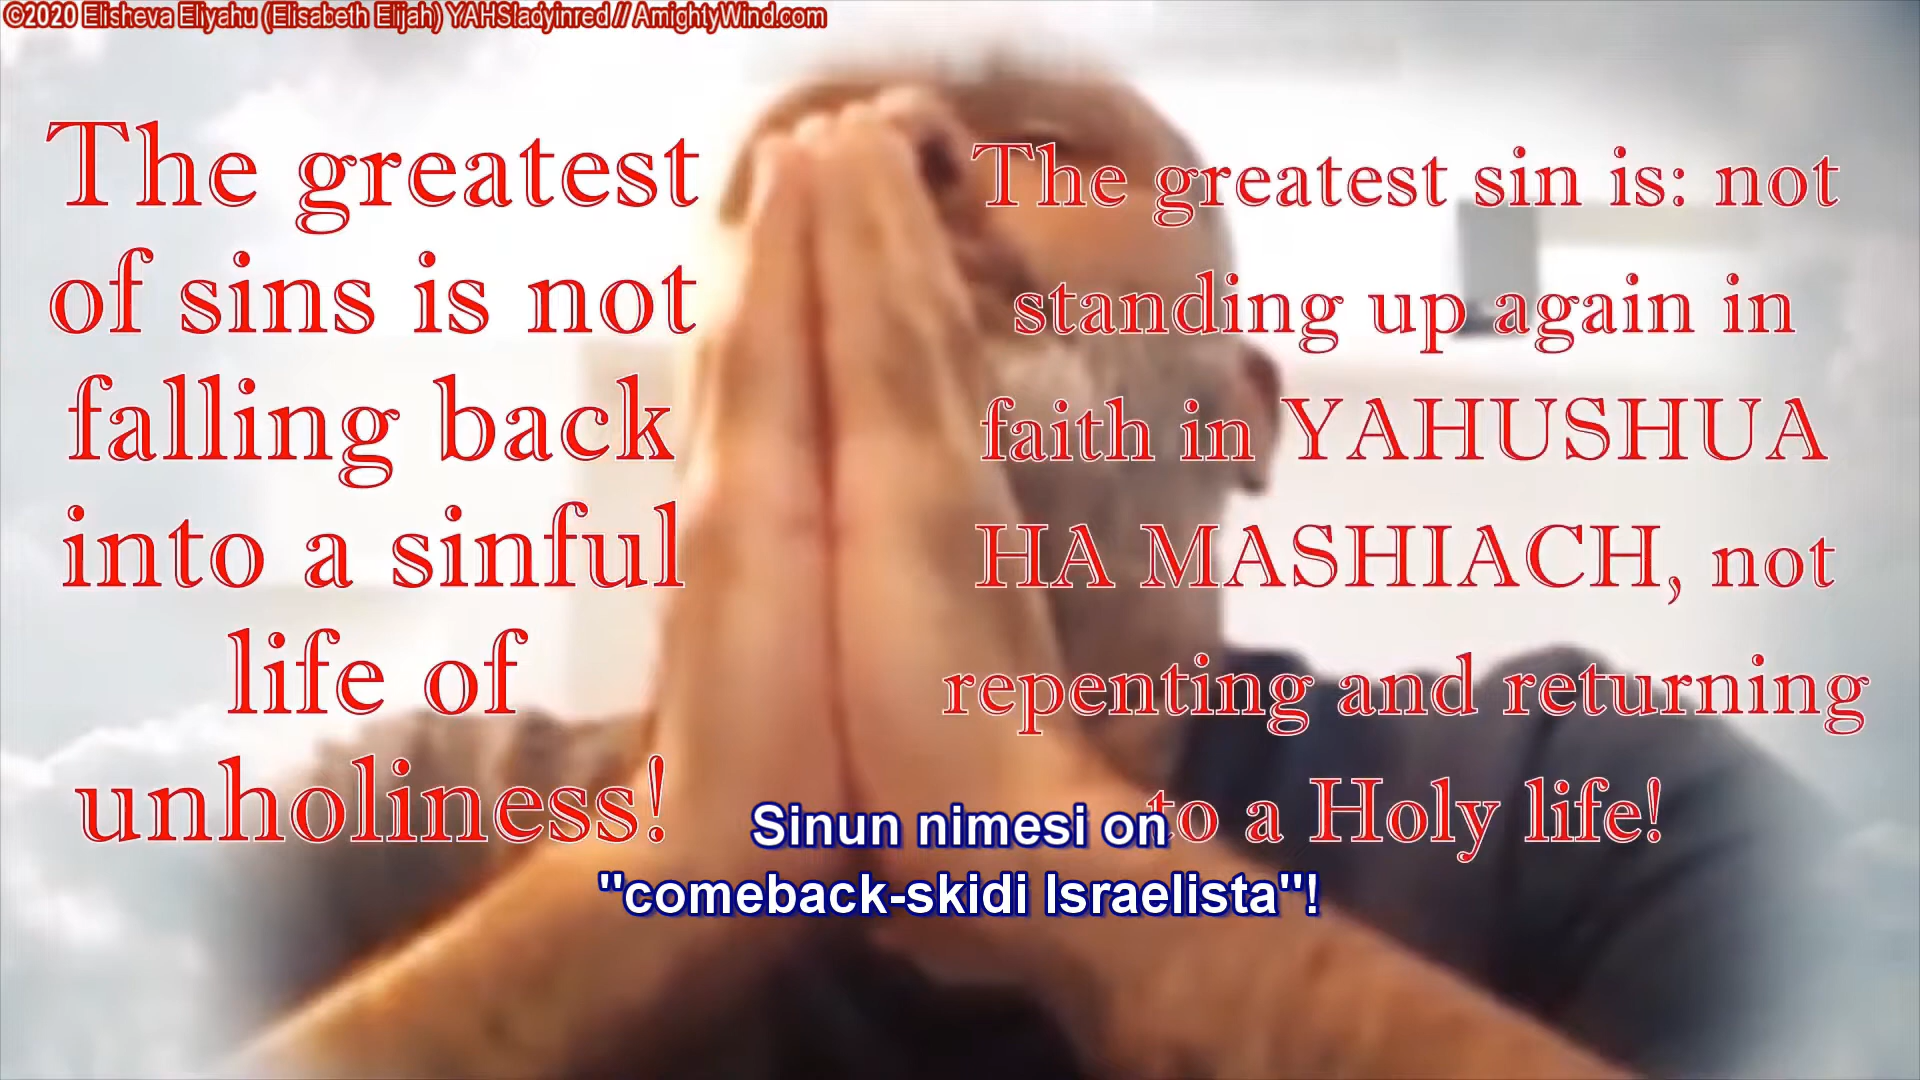 ©2020 Elisheva Eliyahu (Elisabeth Elijah) YAHSladyinred // AmightyWind.com
The greatest
of sins is not
falling back
into a sinful
life of
unholiness!
The greatest sin is: not
standing up again in
faith in YAHUSHUA
HA MASHIACH, not
repenting and returning
to a Holy life!
Sinun nimesi on
"comeback-skidi Israelista"!